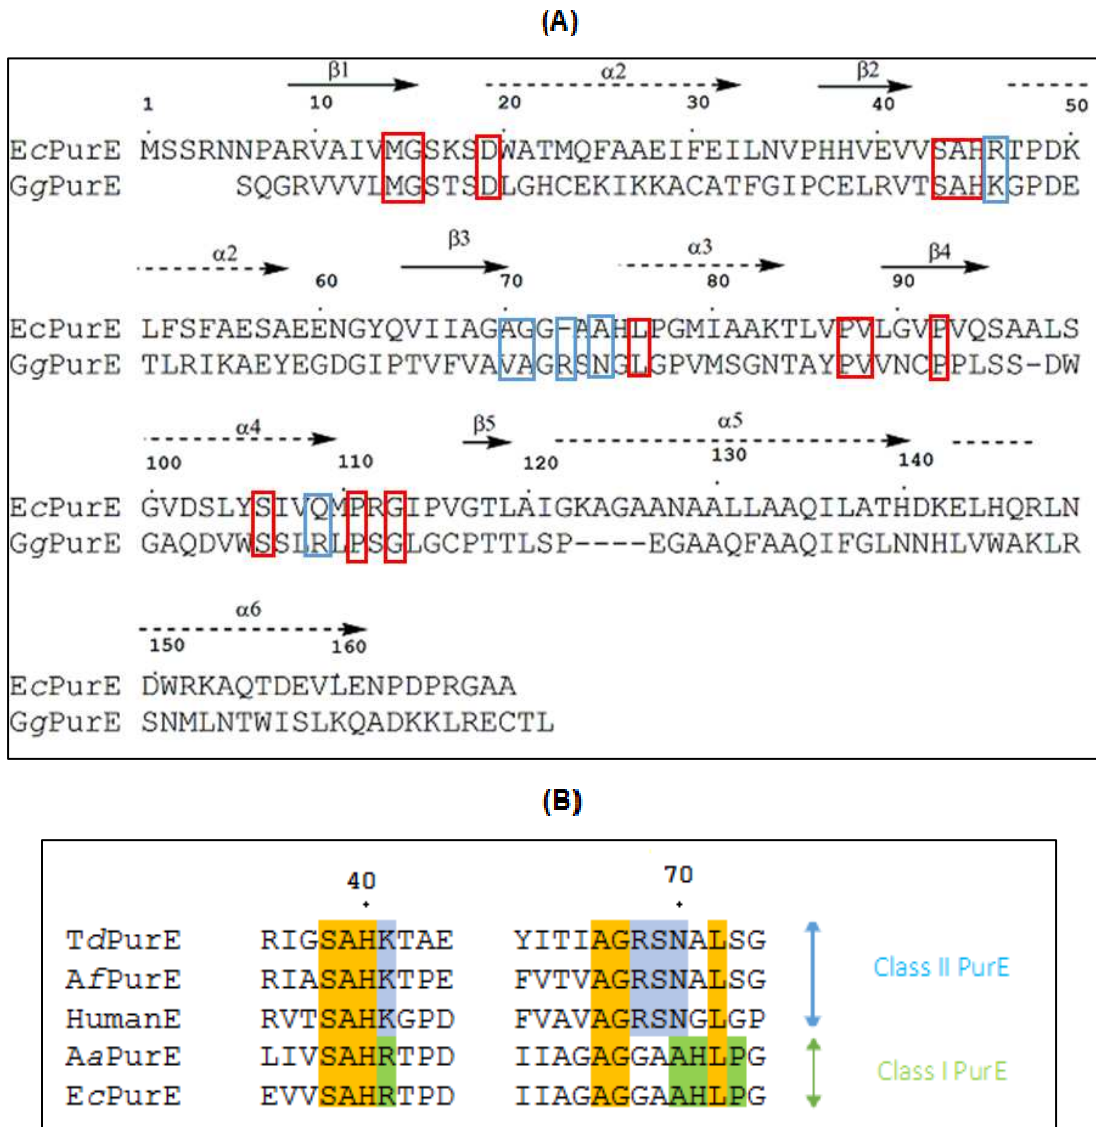 (A)
β1 α2 β2
1 10 20 30 40 50
EcPurE MSSRNNPARVAIVMGSKSDWATMQFAAEIFEILNVPHHVEVVSAHRTPDK
GgPurE SQGRVVVLMGSTSDLGHCEKIKKACATFGIPCELRVTSAHKGPDE
α2 β3 α3 β4
60 70 80 90
EcPurE LFSFAESAEENGYQVIIAGAGG-AAHLPGMIAAKTLVPVLGVPVQSAALS
GgPurE TLRIKAEYEGDGIPTVFVAVAGRSNGLGPVMSGNTAYPVVNCPPLSS-DW
α4 β5 α5
100 110 120 130 140
EcPurE GVDSLYSIVQMPRGIPVGTLAIGKAGAANAALLAAQILATHDKELHQRLN
GgPurE GAQDVWSSLRLPSGLGCPTTLSP----EGAAQFAAQIFGLNNHLVWAKLR
α6
150 160
EcPurE DWRKAQTDEVLENPDPRGAA
GgPurE SNMLNTWISLKQADKKLRECTL
(B)
40 70
TdPurE RIGSAHKTAE YITIAGRSNALSG
AfPurE RIASAHKTPE FVTVAGRSNALSG
Class II PurE
HumanE RVTSAHKGPD FVAVAGRSNGLGP
AaPurE LIVSAHRTPD IIAGAGGAAHLPG
Class I PurE
EcPurE EVVSAHRTPD IIAGAGGAAHLPG